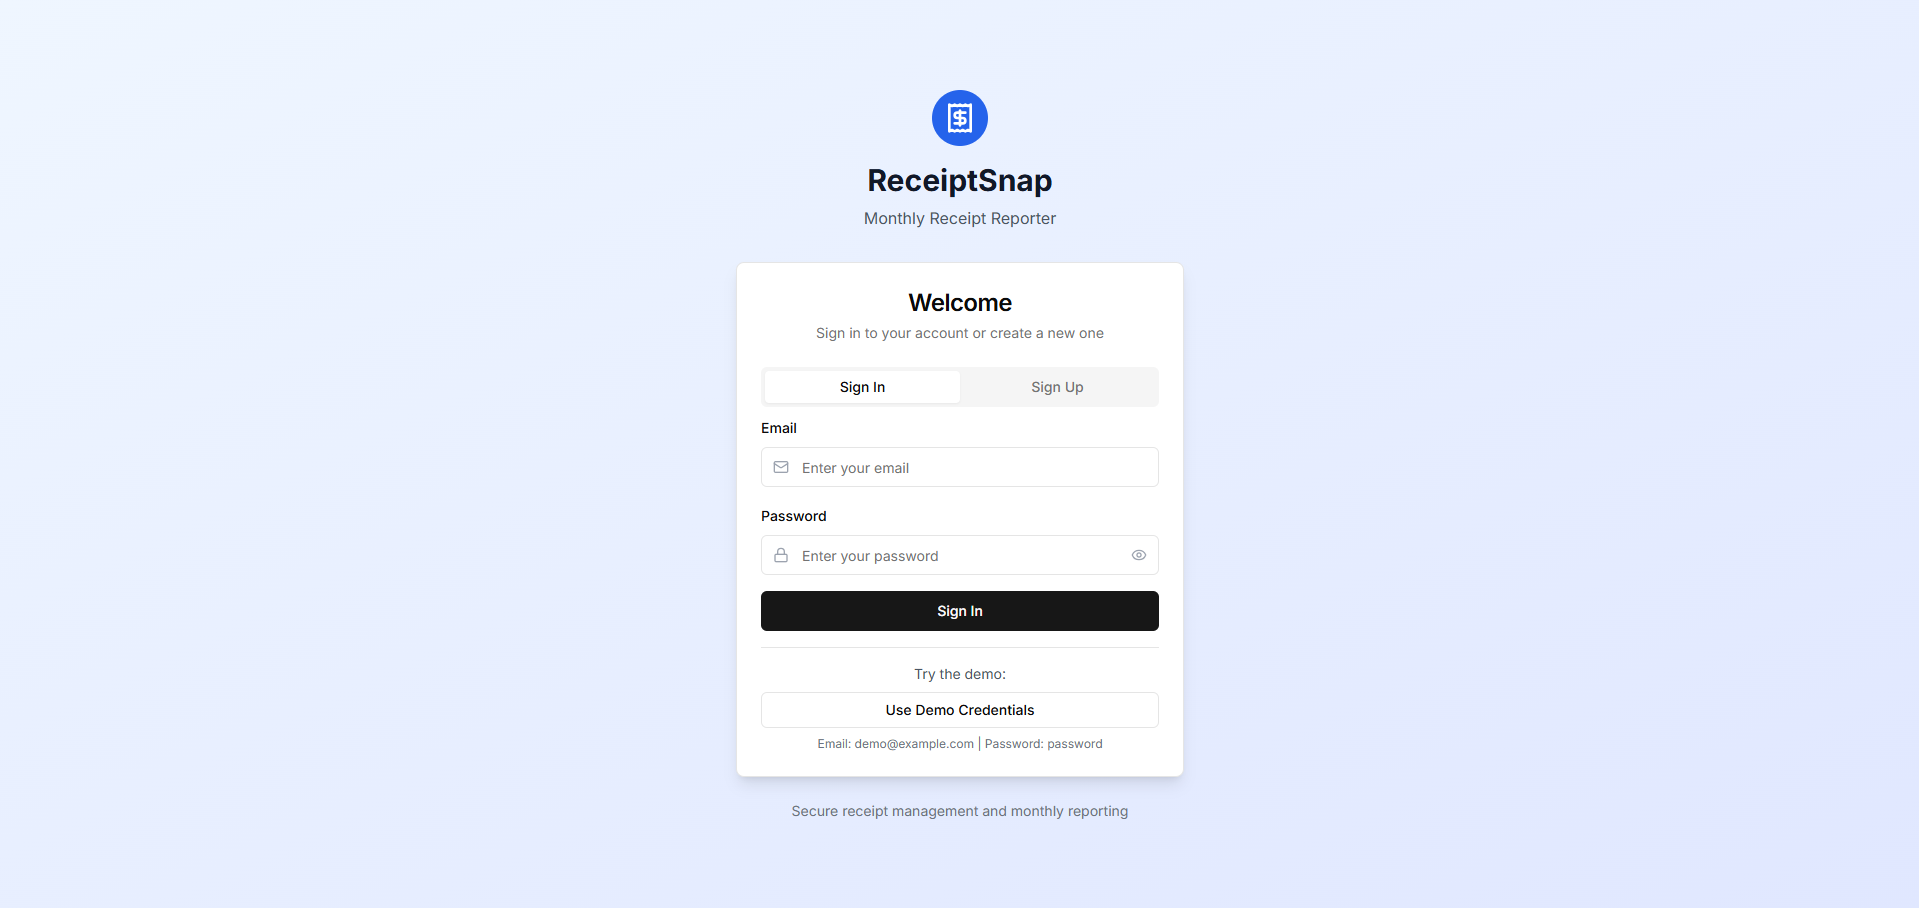 ReceiptSnap
Monthly Receipt Reporter
Welcome
Sign in to your account or create a new one
Sign In
Sign Up
Email
Enter your email
Password
Enter your password
Sign In
Try the demo:
Use Demo Credentials
Email: demo@example.com | Password: password
Secure receipt management and monthly reporting